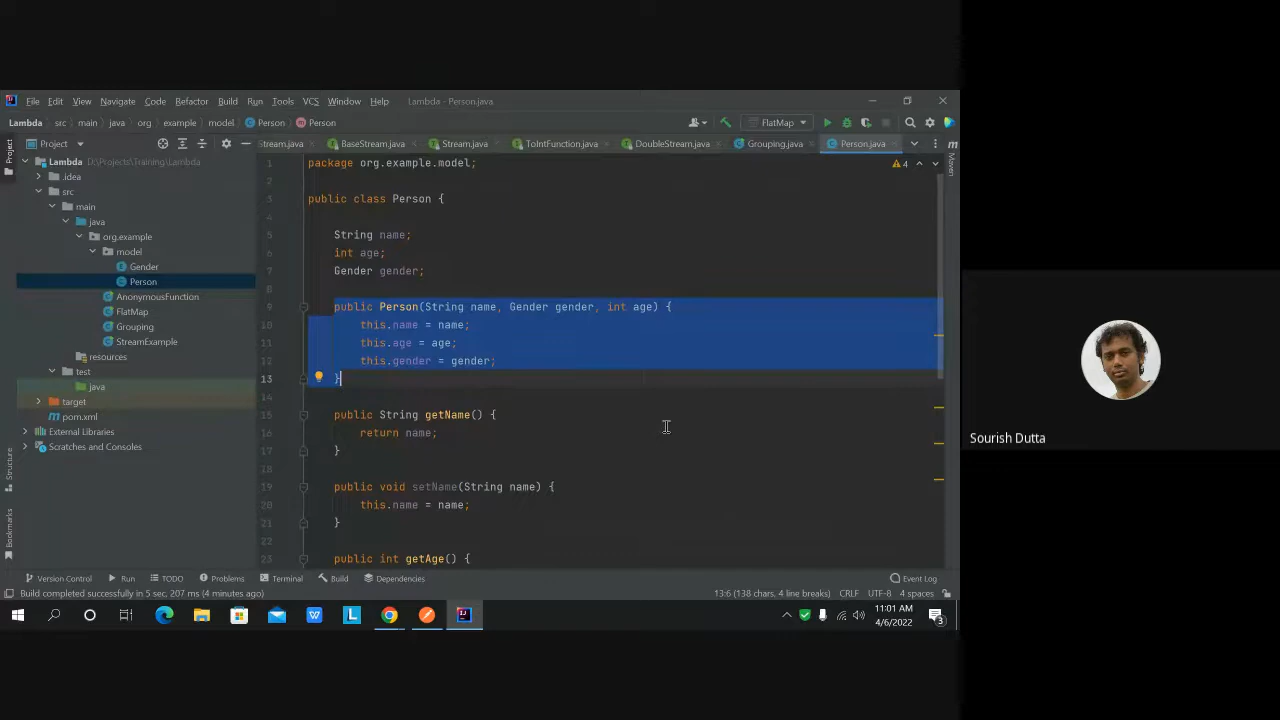 File Edit View Navigate Code Refactor Build Run Tools VCS Window Help Lambda - Person.java
Lambda src main java org example model Person Person FlatMap
Project Stream.java BaseStream.java Stream.java ToIntFunction.java DoubleStream.java Grouping.java Person.java
Lambda D:\Projects\Training\Lambda
.idea
src
main
java
org.example
model
Gender
Person
AnonymousFunction
FlatMap
Grouping
StreamExample
resources
test
java
target
pom.xml
External Libraries
Scratches and Consoles
Project
Structure
Bookmarks
Maven
4
1 package org.example.model;
2
3 public class Person {
4
5 String name;
6 int age;
7 Gender gender;
8
9 public Person(String name, Gender gender, int age) {
10 this.name = name;
11 this.age = age;
12 this.gender = gender;
13 }
14
15 public String getName() {
16 return name;
17 }
18
19 public void setName(String name) {
20 this.name = name;
21 }
22
23 public int getAge() {
Version Control Run TODO Problems Terminal Build Dependencies Event Log
Build completed successfully in 5 sec, 207 ms (4 minutes ago) 13:6 (138 chars, 4 line breaks) CRLF UTF-8 4 spaces
11:01 AM
4/6/2022
3
Sourish Dutta